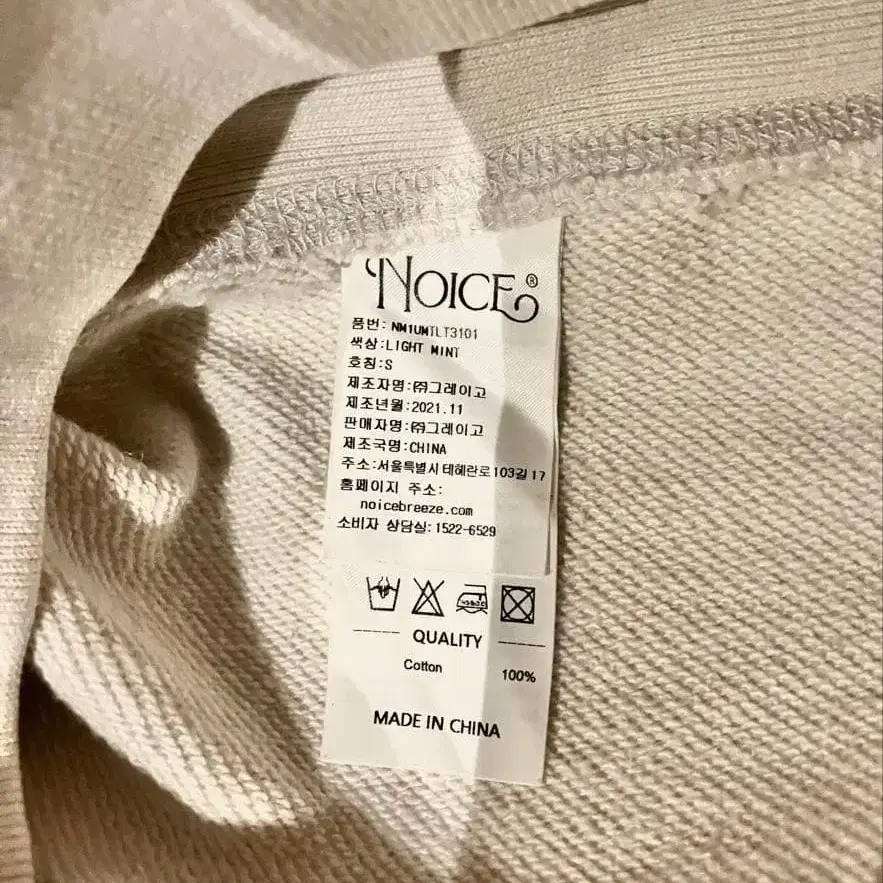 NOICE®
품번: NM1UMTLT3101
색상:LIGHT MINT
호칭:S
제조자명:㈜그레이고
제조년월:2021.11
판매자명:㈜그레이고
제조국명:CHINA
주소:서울특별시 테헤란로103길 17
홈페이지 주소:
noicebreeze.com
소비자 상담실:1522-6529
QUALITY
Cotton 100%
MADE IN CHINA